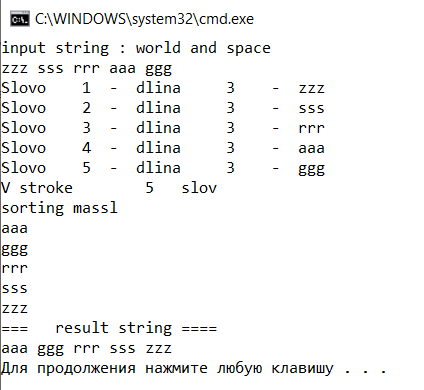 C:\WINDOWS\system32\cmd.exe
input string : world and space
zzz sss rrr aaa ggg
Slovo    1  -  dlina     3    -  zzz
Slovo    2  -  dlina     3    -  sss
Slovo    3  -  dlina     3    -  rrr
Slovo    4  -  dlina     3    -  aaa
Slovo    5  -  dlina     3    -  ggg
V stroke        5   slov
sorting massl
aaa
ggg
rrr
sss
zzz
===   result string ====
aaa ggg rrr sss zzz
Для продолжения нажмите любую клавишу . . .